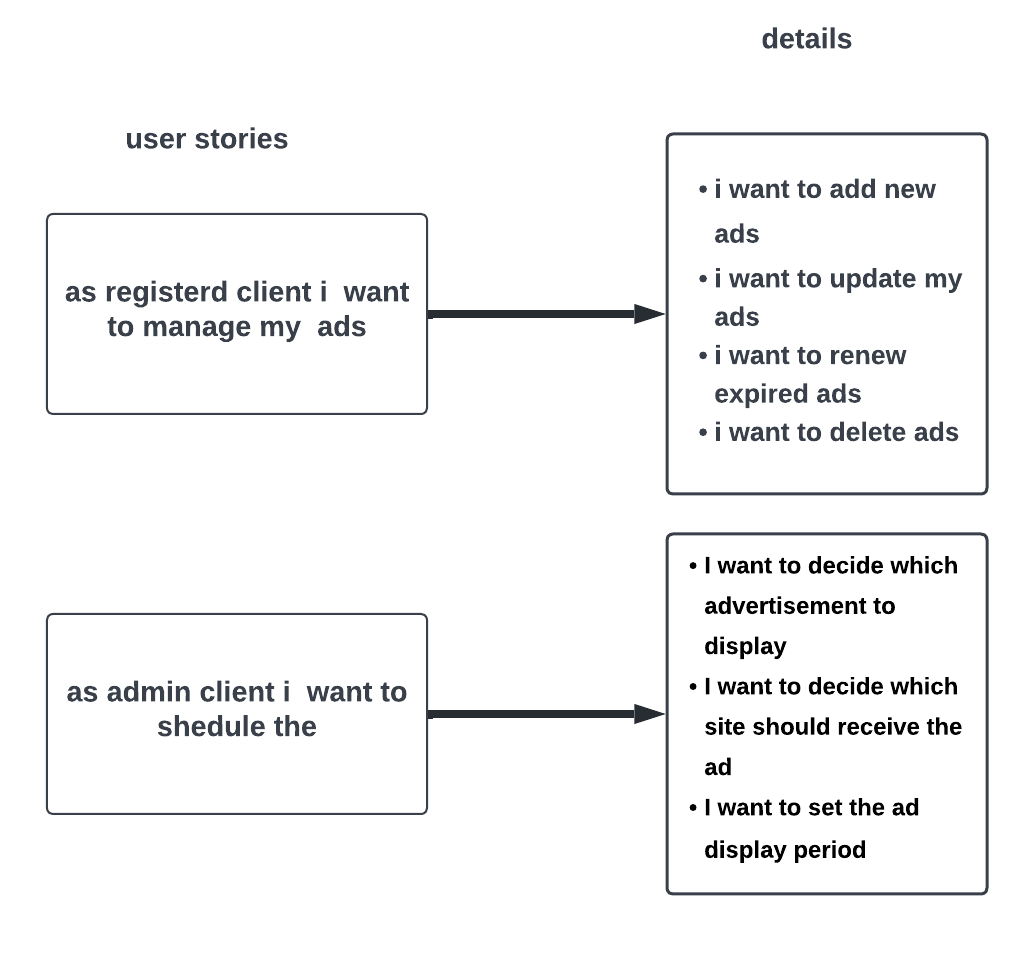 details
user stories
as registerd client i  want
to manage my  ads
• i want to add new
ads
• i want to update my
ads
• i want to renew
expired ads
• i want to delete ads
as admin client i  want to
shedule the
• I want to decide which
advertisement to
display
• I want to decide which
site should receive the
ad
• I want to set the ad
display period